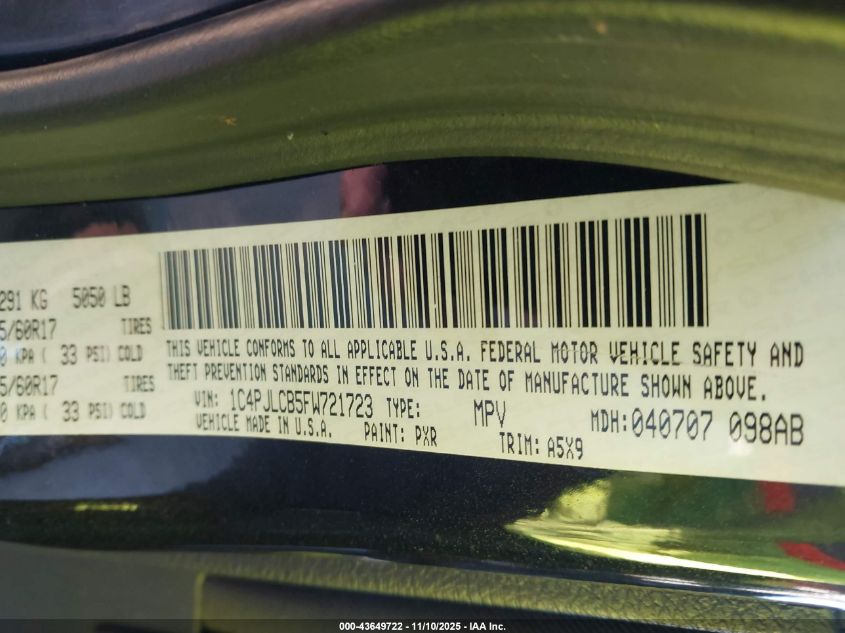 291 KG 5050 LB
5/60R17 TIRES
0 KPA ( 33 PSI) COLD
5/60R17 TIRES
0 KPA ( 33 PSI) COLD
THIS VEHICLE CONFORMS TO ALL APPLICABLE U.S.A. FEDERAL MOTOR VEHICLE SAFETY AND
THEFT PREVENTION STANDARDS IN EFFECT ON THE DATE OF MANUFACTURE SHOWN ABOVE.
VIN: 1C4PJLCB5FW721723 TYPE: MPV MDH: 040707 098AB
VEHICLE MADE IN U.S.A. PAINT: PXR TRIM: A5X9
000-43649722 - 11/10/2025 - IAA Inc.